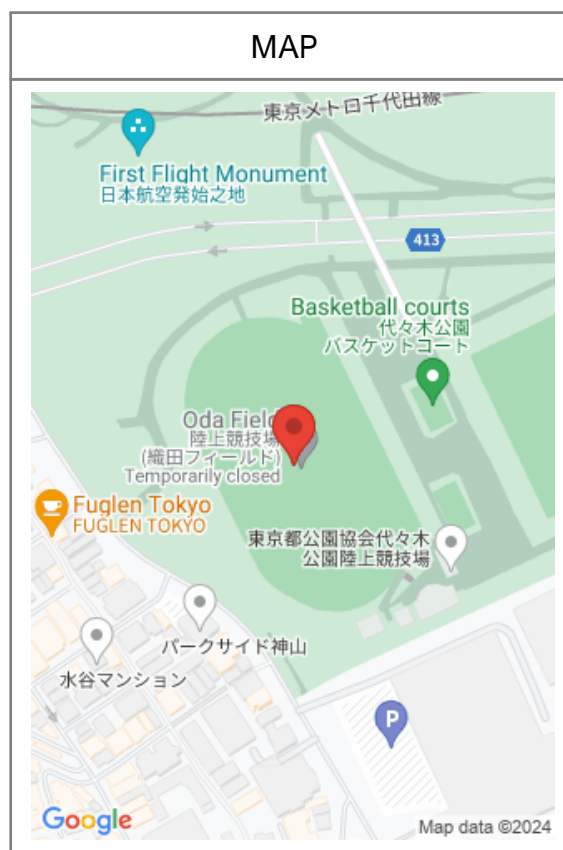 MAP
東京メトロ千代田線
First Flight Monument
日本航空発始之地
413
Basketball courts
代々木公園
バスケットコート
Oda Field
陸上競技場
(織田フィールド)
Temporarily closed
Fuglen Tokyo
FUGLEN TOKYO
東京都公園協会代々木
公園陸上競技場
パークサイド神山
水谷マンション
P
Google
Map data ©2024